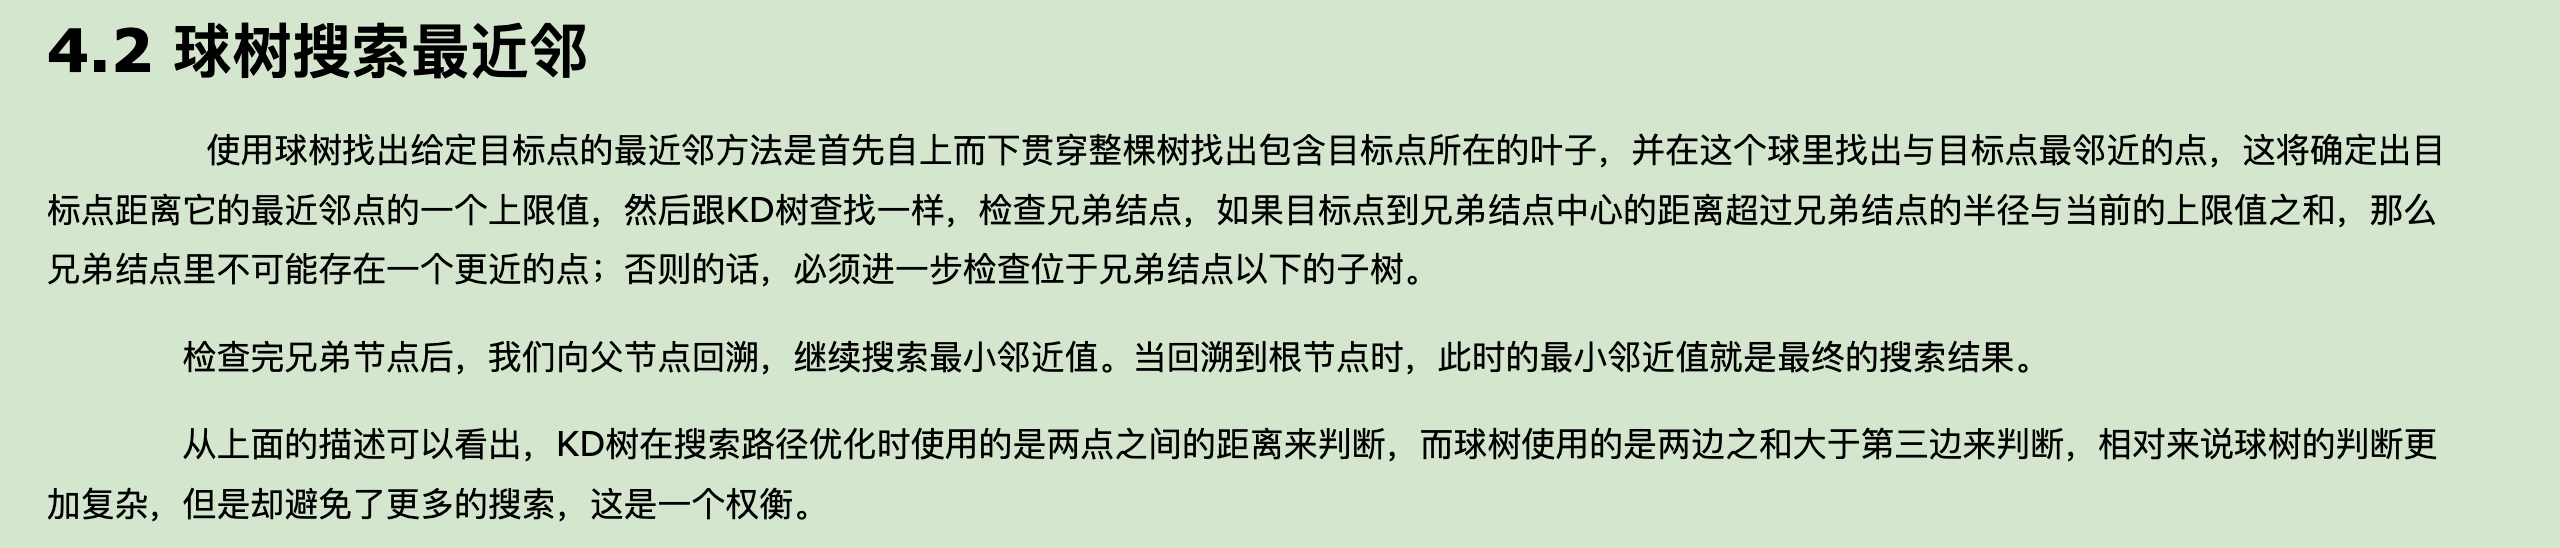 4.2 球树搜索最近邻
使用球树找出给定目标点的最近邻方法是首先自上而下贯穿整棵树找出包含目标点所在的叶子，并在这个球里找出与目标点最邻近的点，这将确定出目
标点距离它的最近邻点的一个上限值，然后跟KD树查找一样，检查兄弟结点，如果目标点到兄弟结点中心的距离超过兄弟结点的半径与当前的上限值之和，那么
兄弟结点里不可能存在一个更近的点；否则的话，必须进一步检查位于兄弟结点以下的子树。
检查完兄弟节点后，我们向父节点回溯，继续搜索最小邻近值。当回溯到根节点时，此时的最小邻近值就是最终的搜索结果。
从上面的描述可以看出，KD树在搜索路径优化时使用的是两点之间的距离来判断，而球树使用的是两边之和大于第三边来判断，相对来说球树的判断更
加复杂，但是却避免了更多的搜索，这是一个权衡。